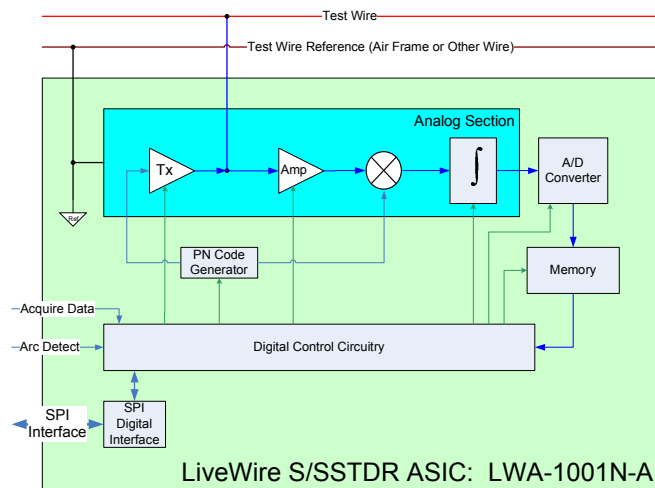 Test Wire
Test Wire Reference (Air Frame or Other Wire)
Analog Section
Tx
Amp
∫
A/D
Converter
Ref
PN Code
Generator
Memory
Acquire Data
Arc Detect
Digital Control Circuitry
SPI
Interface
SPI
Digital
Interface
LiveWire S/SSTDR ASIC: LWA-1001N-A